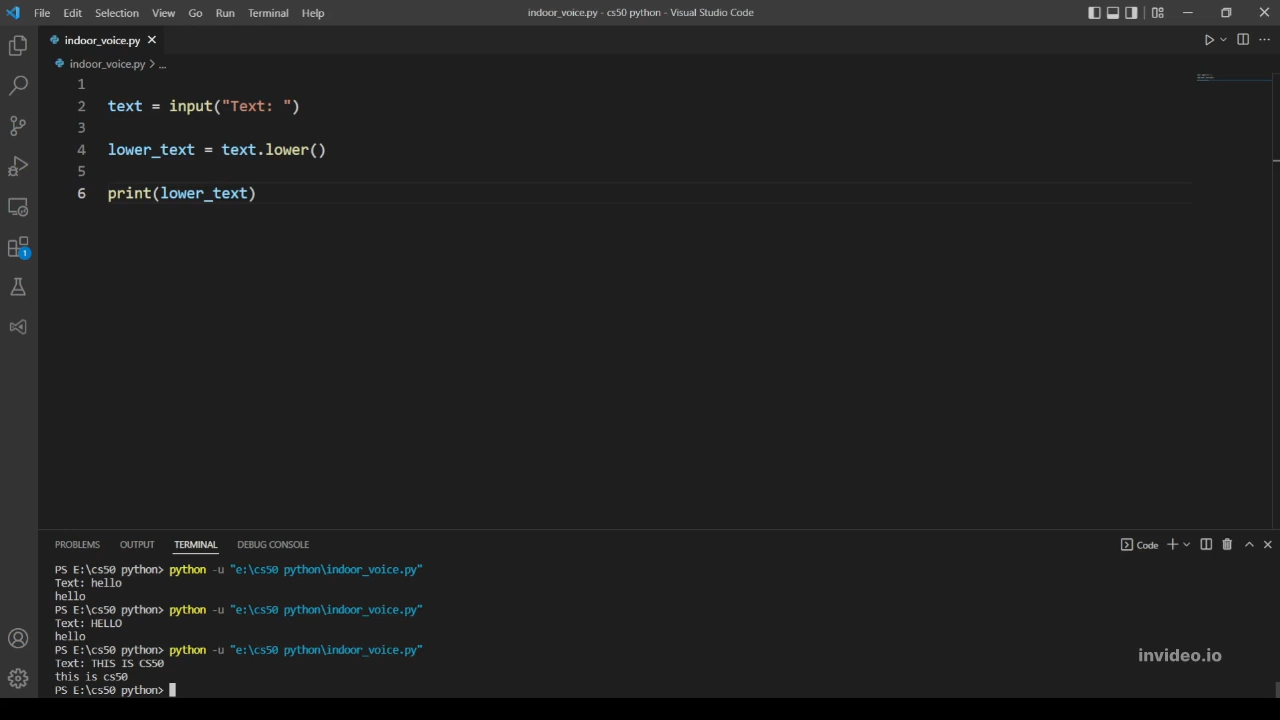 File Edit Selection View Go Run Terminal Help indoor_voice.py - cs50 python - Visual Studio Code
indoor_voice.py
indoor_voice.py > ...
1
2 text = input("Text: ")
3
4 lower_text = text.lower()
5
6 print(lower_text)
1
PROBLEMS OUTPUT TERMINAL DEBUG CONSOLE Code
PS E:\cs50 python> python -u "e:\cs50 python\indoor_voice.py"
Text: hello
hello
PS E:\cs50 python> python -u "e:\cs50 python\indoor_voice.py"
Text: HELLO
hello
PS E:\cs50 python> python -u "e:\cs50 python\indoor_voice.py"
Text: THIS IS CS50
this is cs50
PS E:\cs50 python>
invideo.io